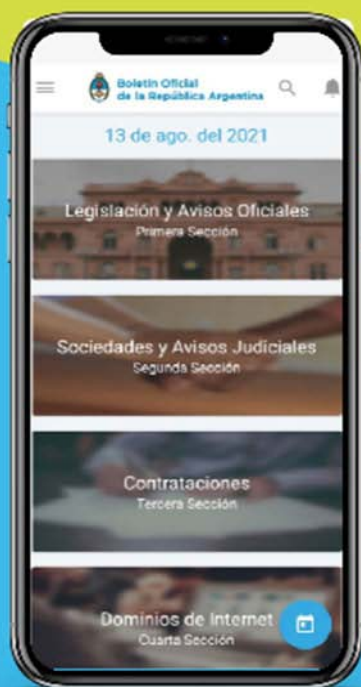 Boletín Oficial
de la República Argentina
13 de ago. del 2021
Legislación y Avisos Oficiales
Primera Sección
Sociedades y Avisos Judiciales
Segunda Sección
Contrataciones
Tercera Sección
Dominios de Internet
Cuarta Sección